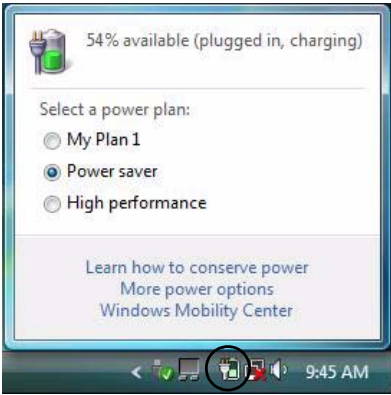 54% available (plugged in, charging)
Select a power plan:
My Plan 1
Power saver
High performance
Learn how to conserve power
More power options
Windows Mobility Center
9:45 AM